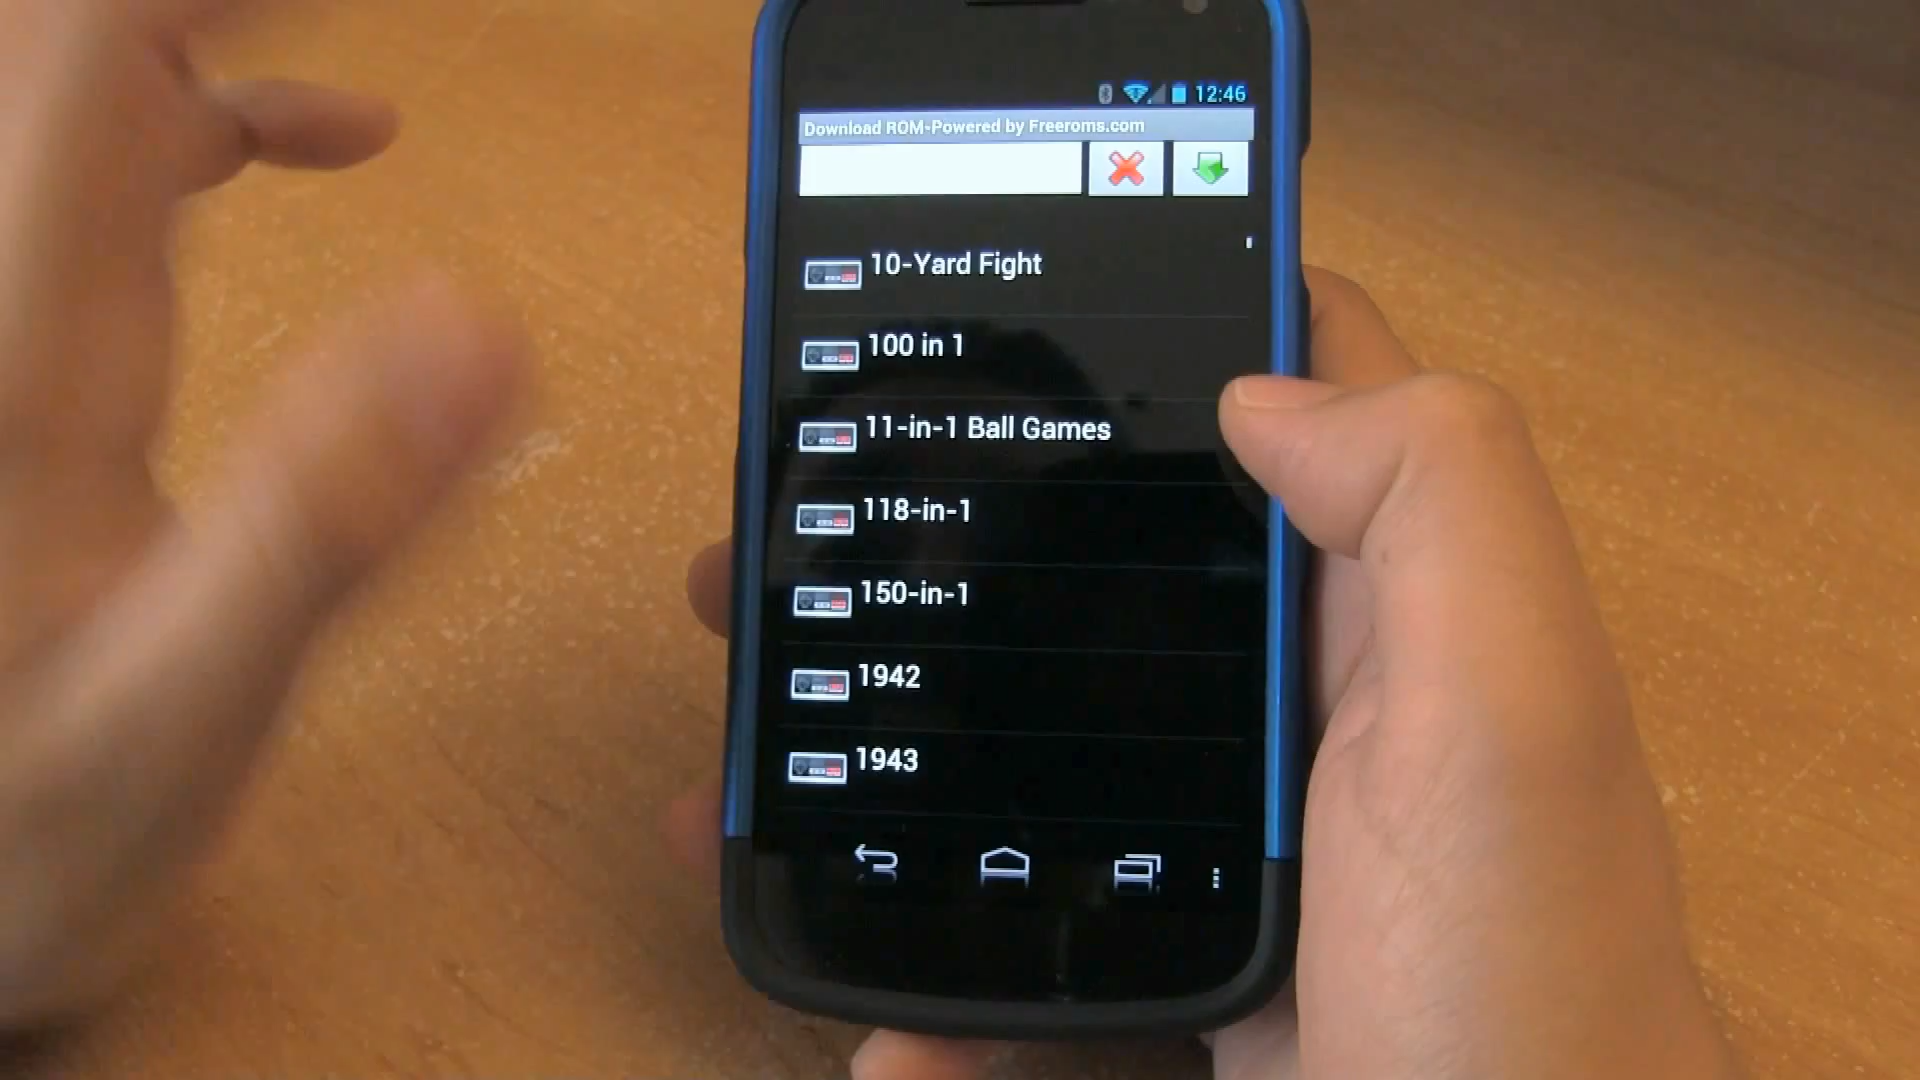 12:46
Download ROM-Powered by Freeroms.com
10-Yard Fight
100 in 1
11-in-1 Ball Games
118-in-1
150-in-1
1942
1943